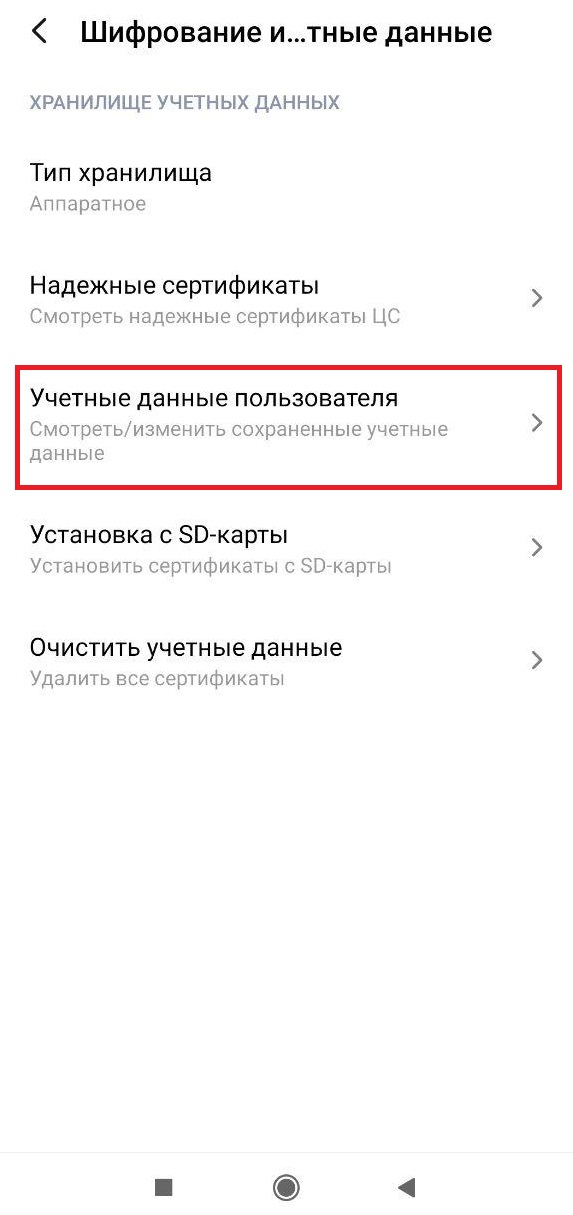 Шифрование и...тные данные
ХРАНИЛИЩЕ УЧЕТНЫХ ДАННЫХ
Тип хранилища
Аппаратное
Надежные сертификаты
Смотреть надежные сертификаты ЦС
Учетные данные пользователя
Смотреть/изменить сохраненные учетные
данные
Установка с SD-карты
Установить сертификаты с SD-карты
Очистить учетные данные
Удалить все сертификаты